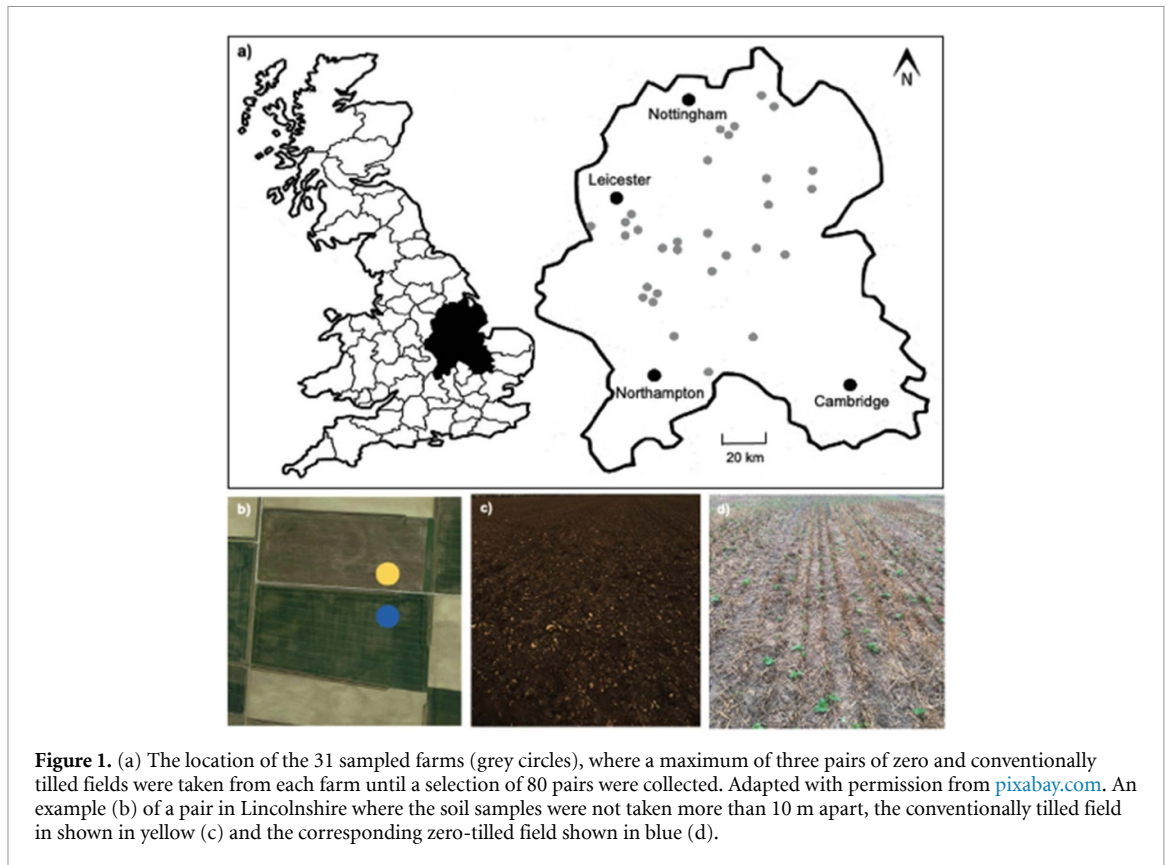 a)
N
Nottingham
Leicester
Northampton
Cambridge
20 km
b)
c)
d)
Figure 1. (a) The location of the 31 sampled farms (grey circles), where a maximum of three pairs of zero and conventionally
tilled fields were taken from each farm until a selection of 80 pairs were collected. Adapted with permission from pixabay.com. An
example (b) of a pair in Lincolnshire where the soil samples were not taken more than 10 m apart, the conventionally tilled field
in shown in yellow (c) and the corresponding zero-tilled field shown in blue (d).